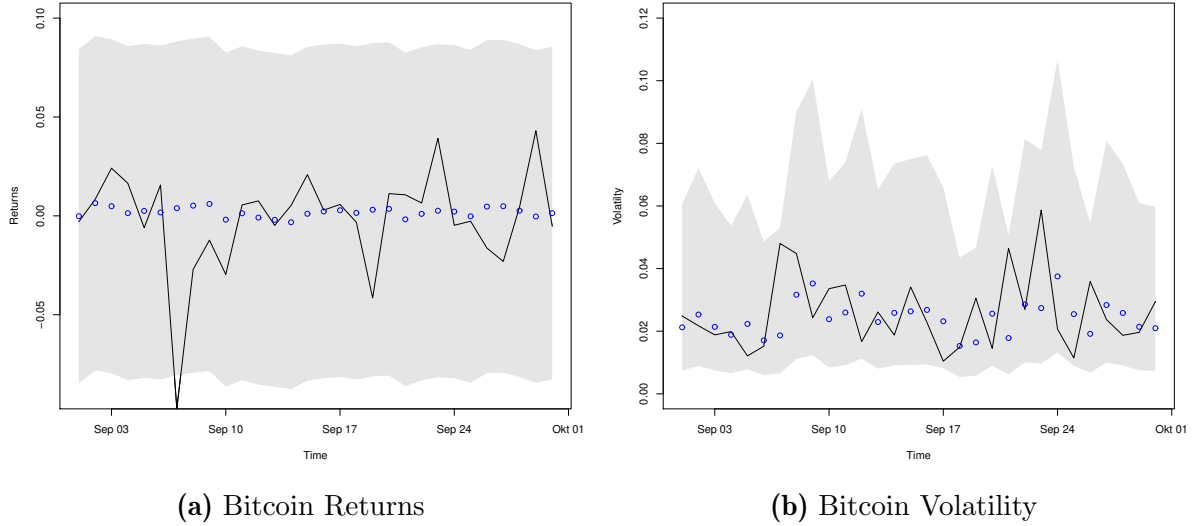 0.10
0.05
0.00
−0.05
Returns
Sep 03 Sep 10 Sep 17 Sep 24 Okt 01
Time
(a) Bitcoin Returns
0.12
0.10
0.08
0.06
0.04
0.02
0.00
Volatility
Sep 03 Sep 10 Sep 17 Sep 24 Okt 01
Time
(b) Bitcoin Volatility